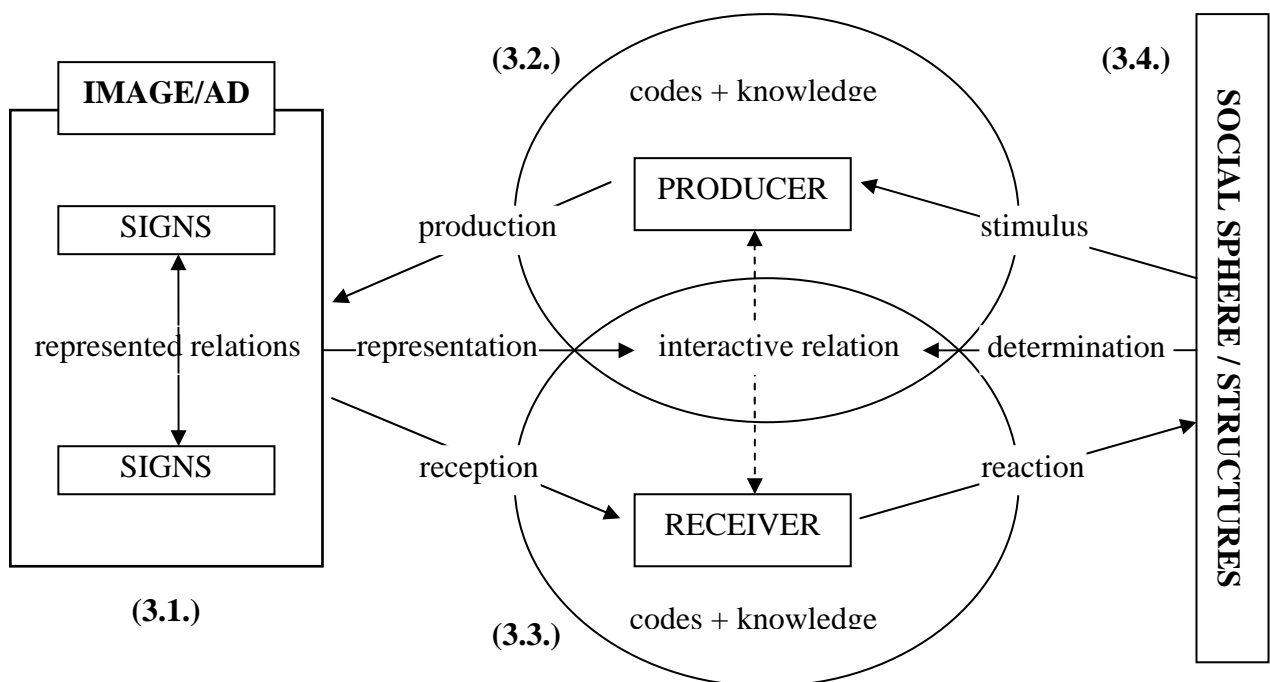 IMAGE/AD
SIGNS
represented relations
SIGNS
(3.1.)
production
representation
reception
(3.2.)
codes + knowledge
PRODUCER
interactive relation
RECEIVER
codes + knowledge
(3.3.)
stimulus
determination
reaction
(3.4.)
SOCIAL SPHERE / STRUCTURES